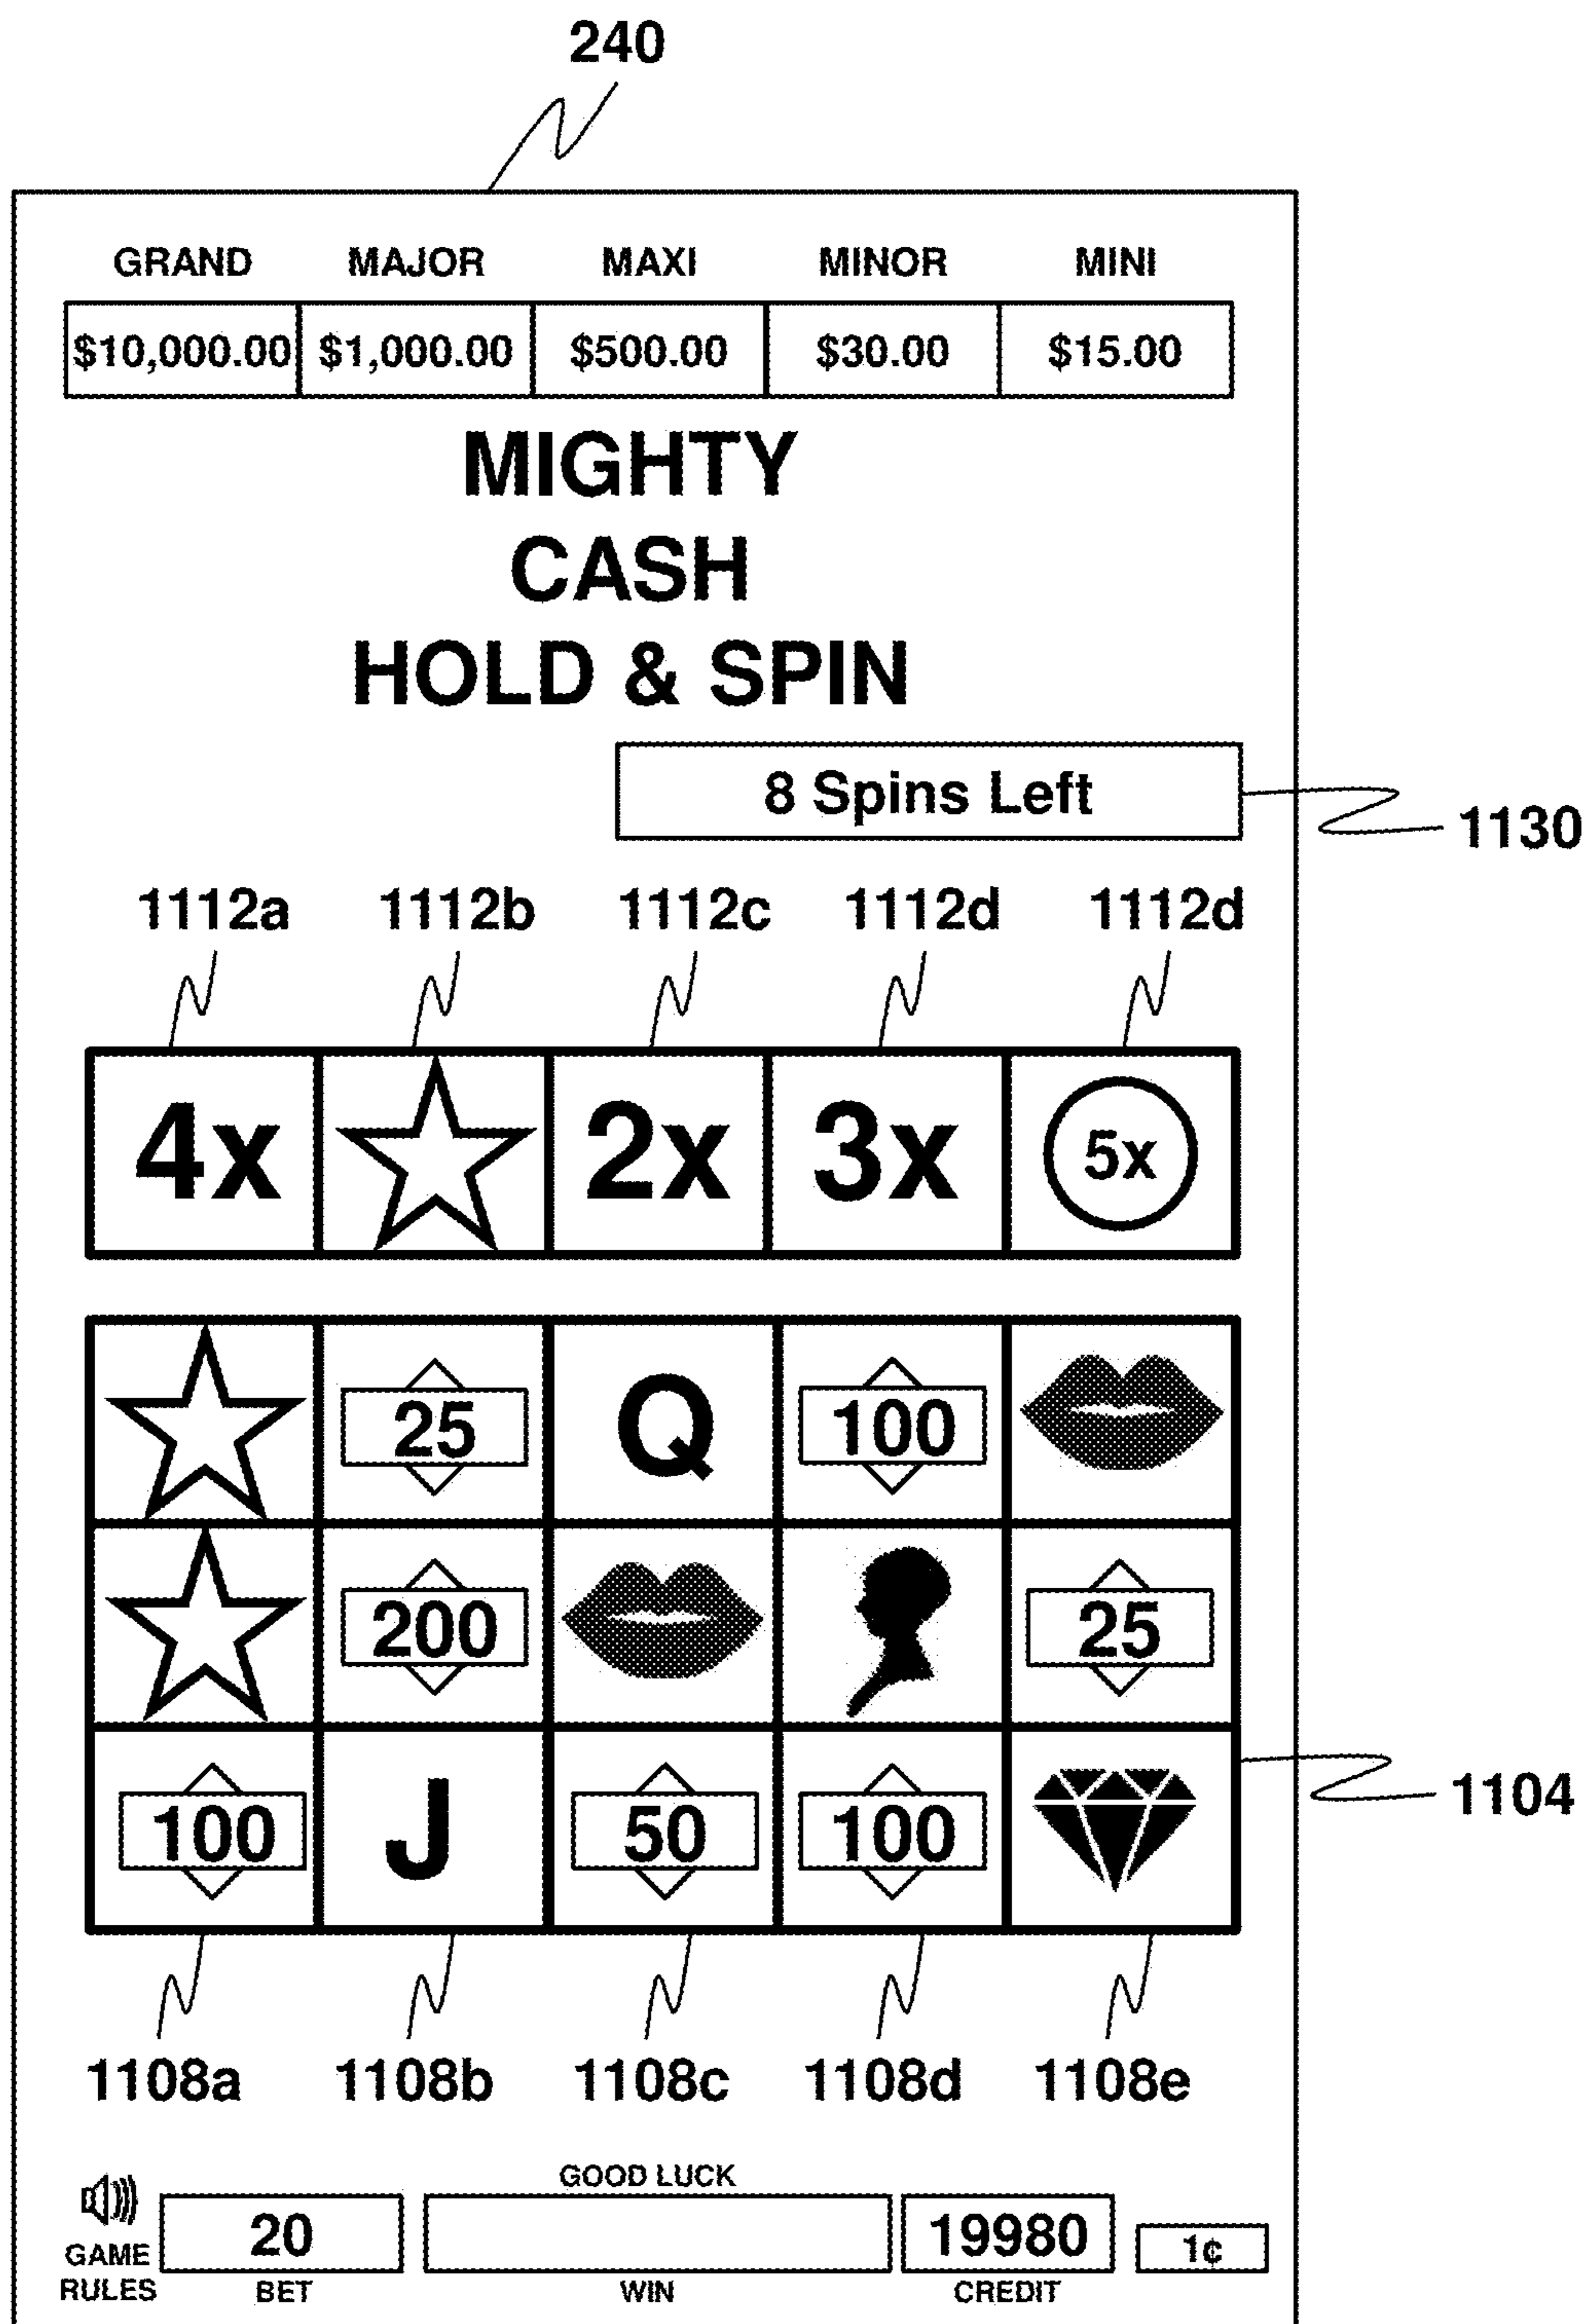 240
GRAND MAJOR MAXI MINOR MINI
$10,000.00 $1,000.00 $500.00 $30.00 $15.00
MIGHTY
CASH
HOLD & SPIN
8 Spins Left
1130
1112a 1112b 1112c 1112d 1112d
4x 2x 3x 5x
25 Q 100
200 25
100 J 50 100
1104
1108a 1108b 1108c 1108d 1108e
GOOD LUCK
20 19980 1¢
GAME
RULES BET WIN CREDIT